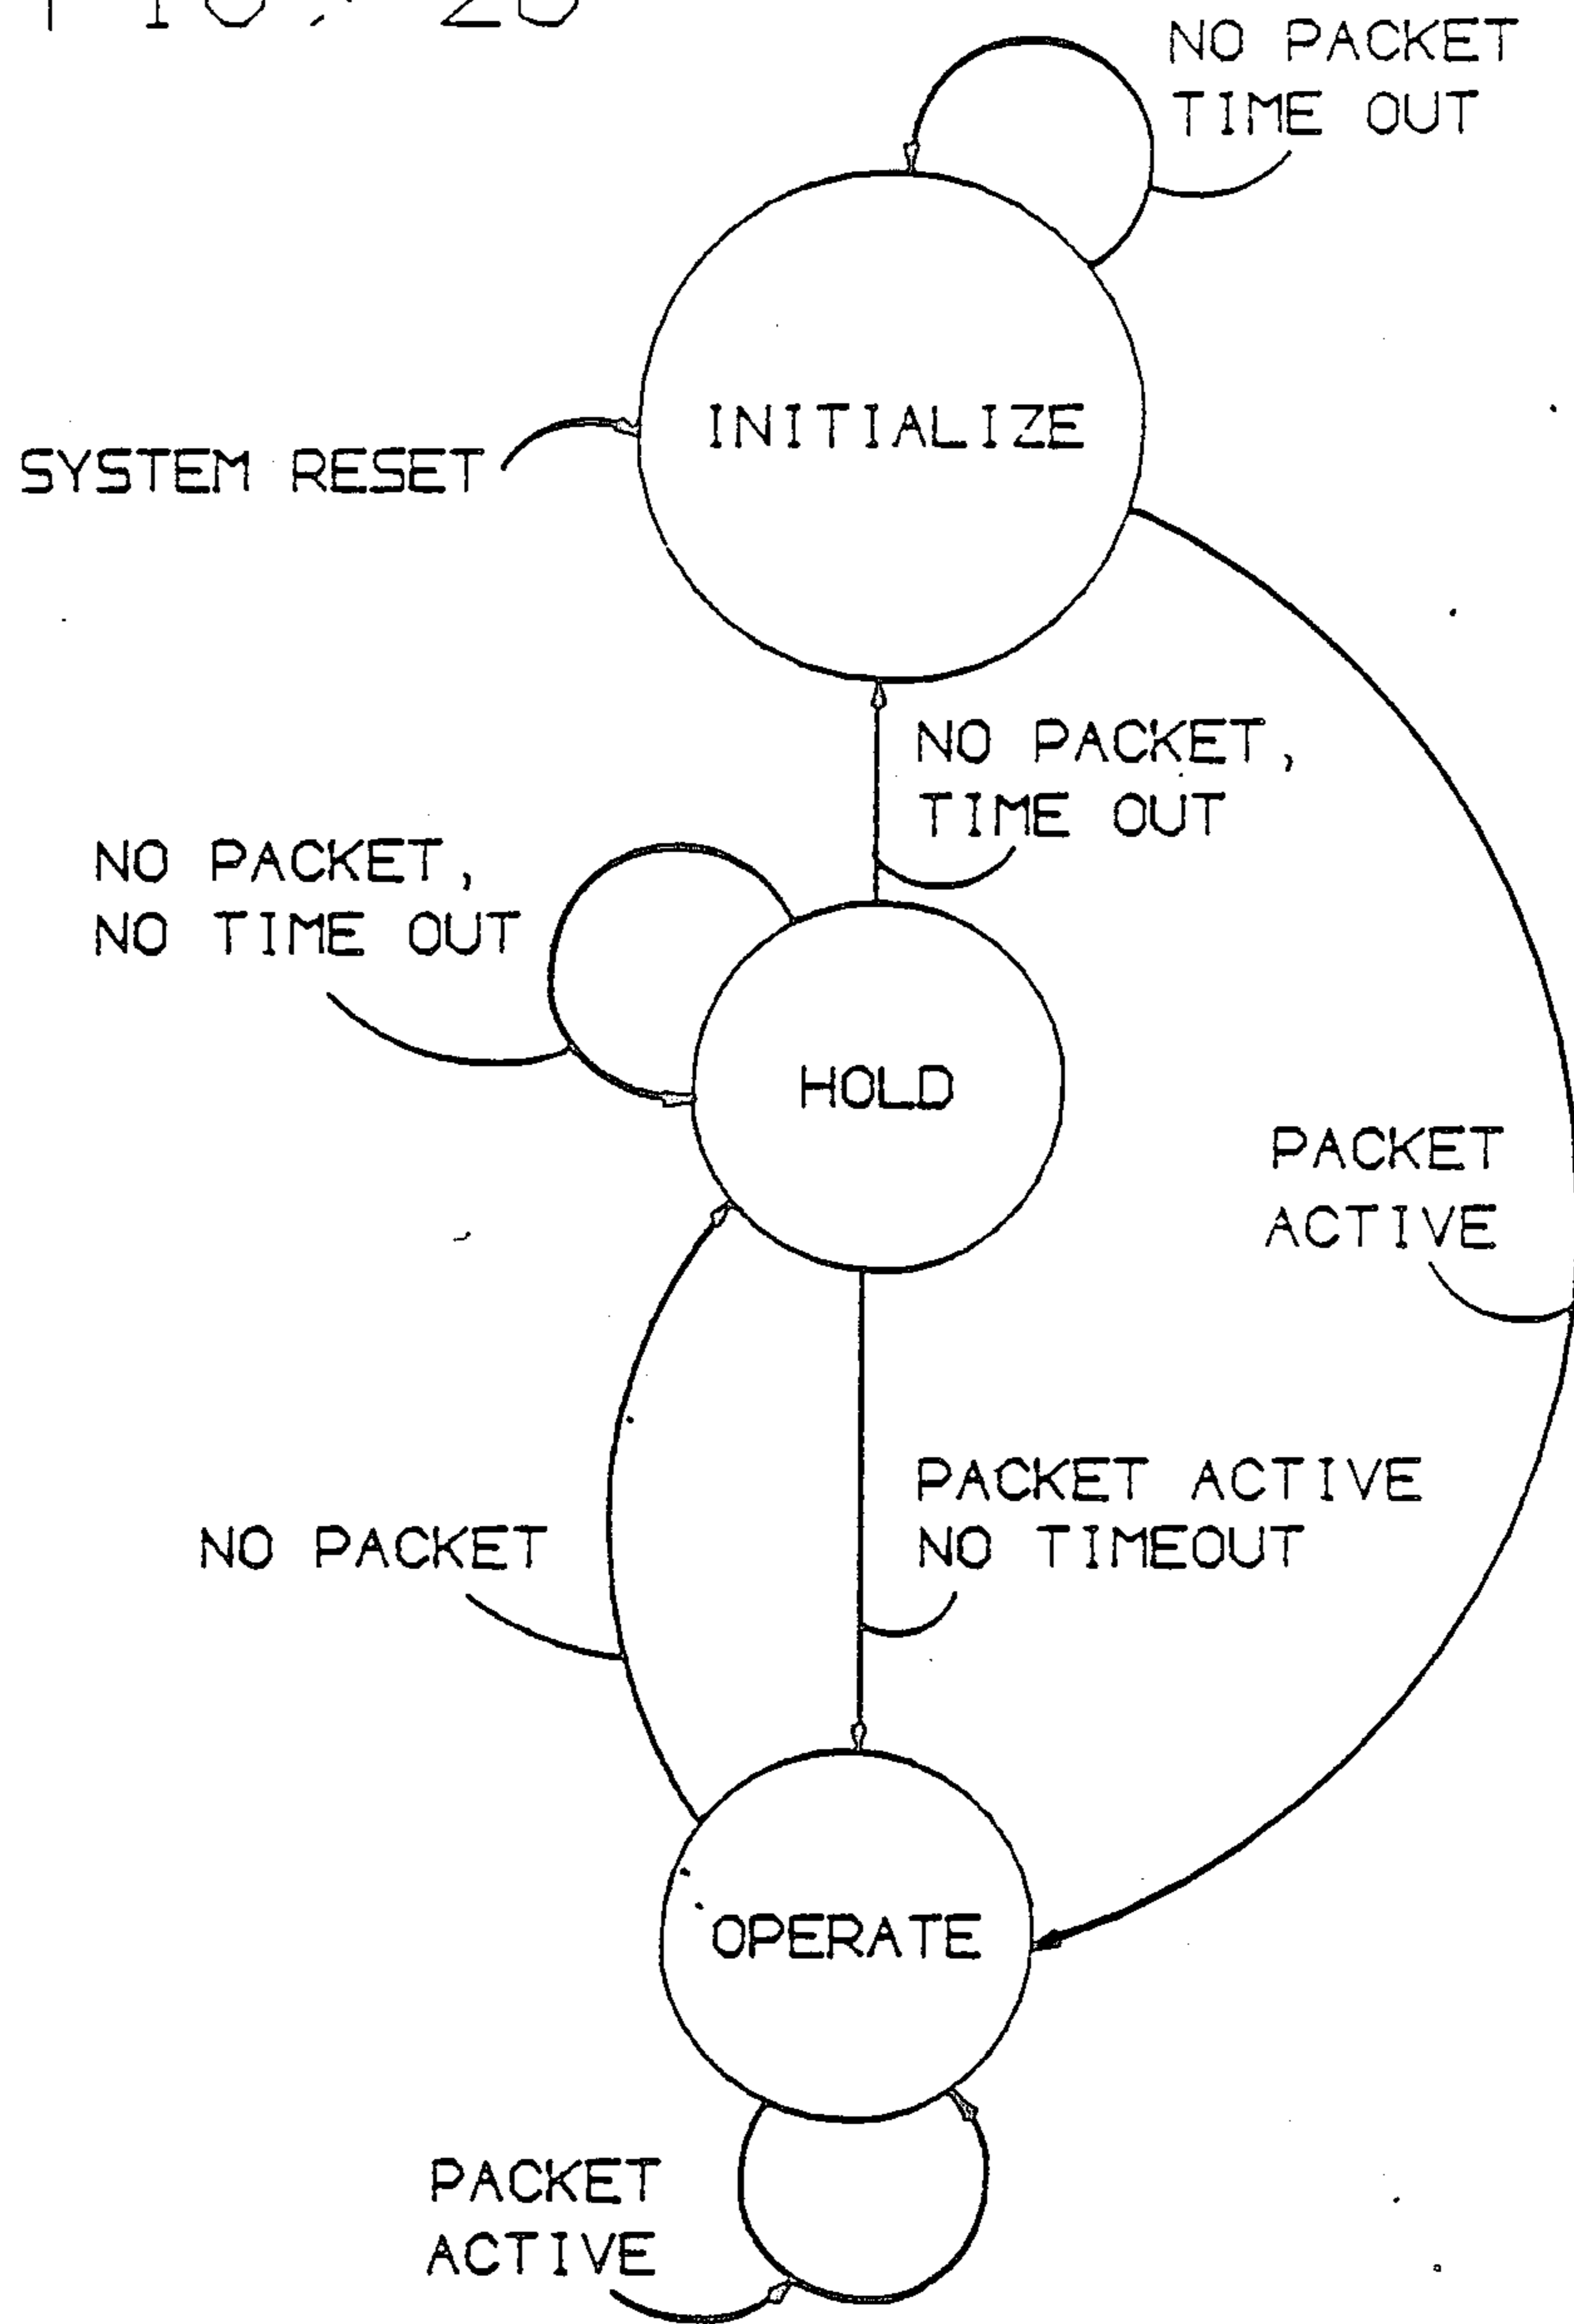 NO PACKET
TIME OUT
INITIALIZE
SYSTEM RESET
NO PACKET,
TIME OUT
NO PACKET,
NO TIME OUT
HOLD
PACKET
ACTIVE
PACKET ACTIVE
NO TIMEOUT
NO PACKET
OPERATE
PACKET
ACTIVE